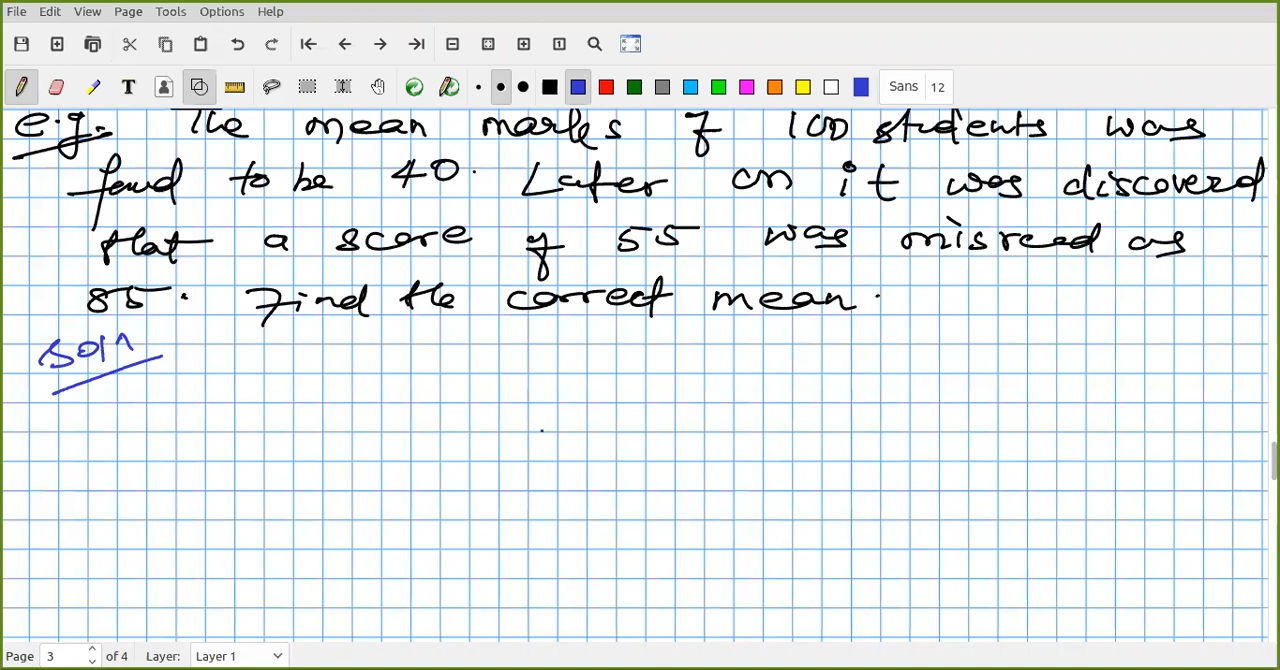 File Edit View Page Tools Options Help
Sans 12
e.g. The mean marks of 100 students was
found to be 40. Later on it was discovered
that a score of 55 was misread as
85. Find the correct mean.
Soln
Page 3 of 4 Layer: Layer 1